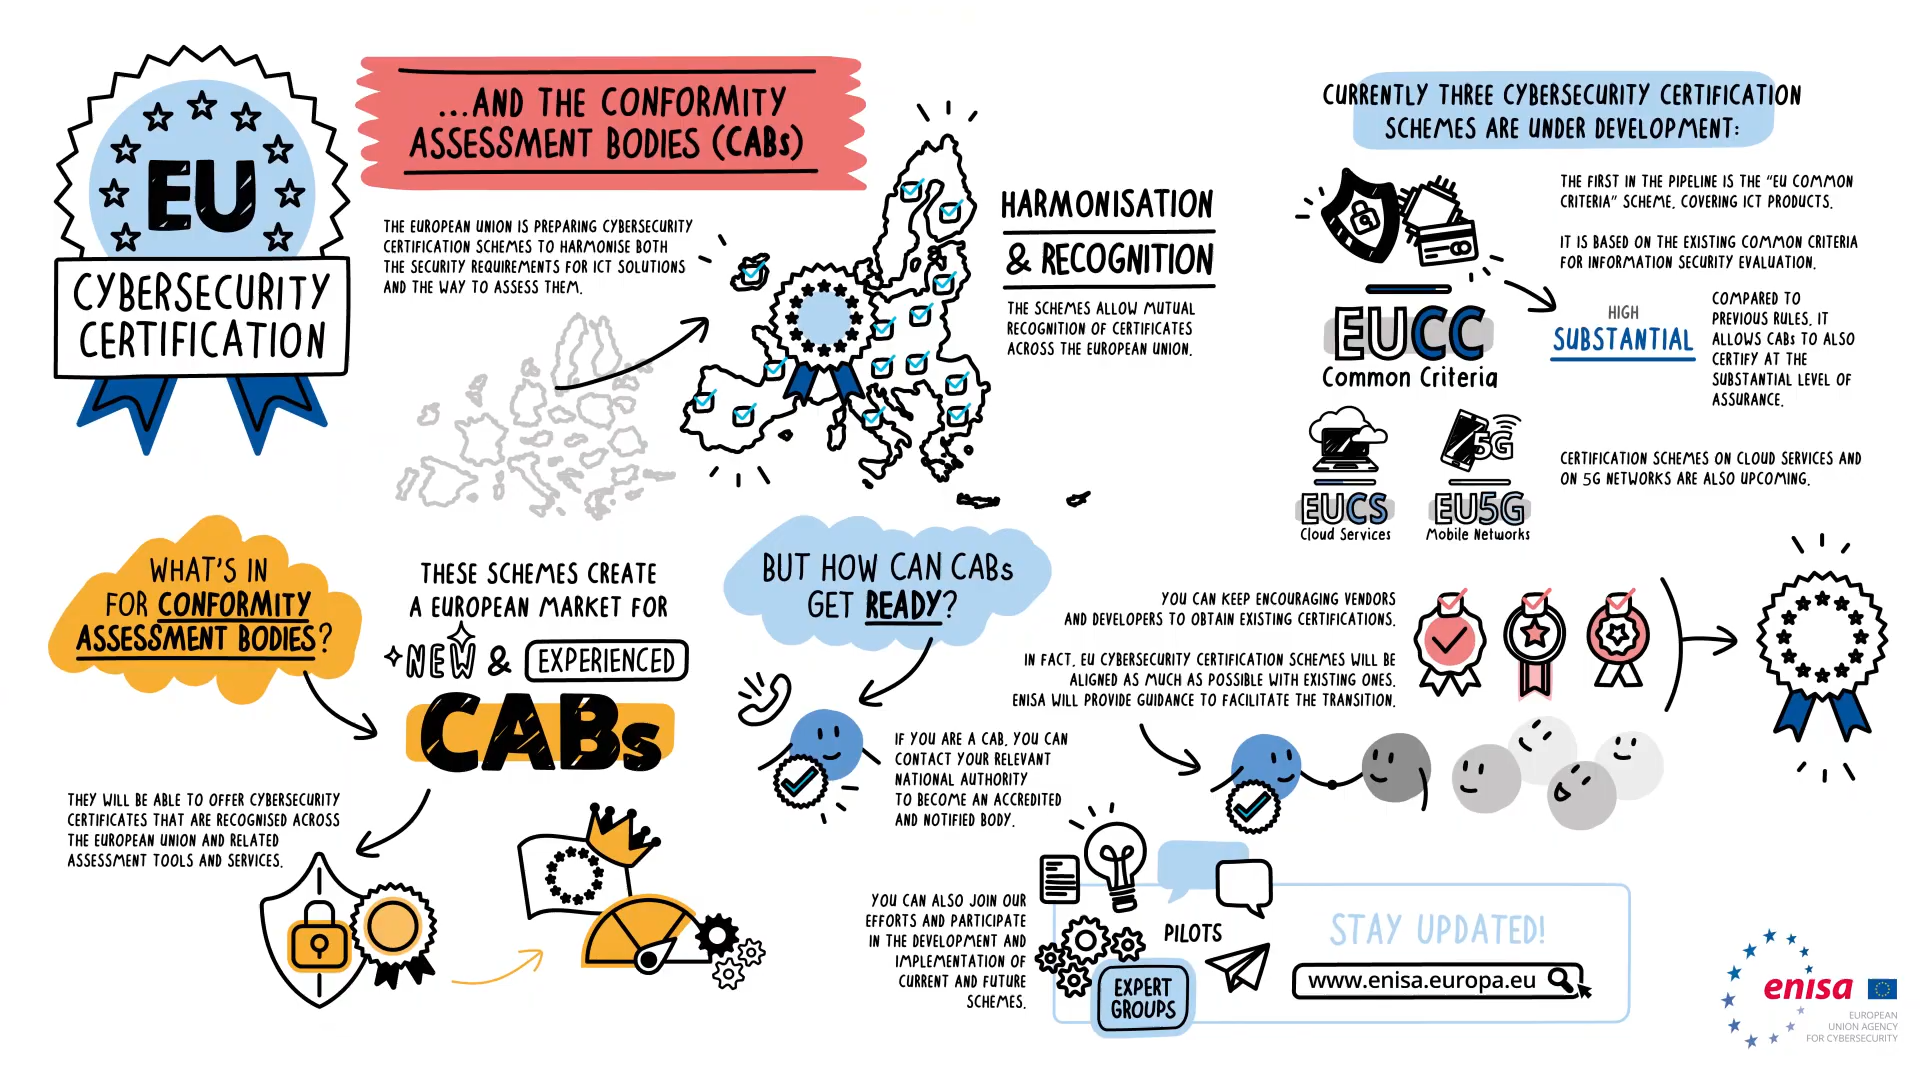 EU
CYBERSECURITY
CERTIFICATION
...AND THE CONFORMITY
ASSESSMENT BODIES (CABs)
THE EUROPEAN UNION IS PREPARING CYBERSECURITY
CERTIFICATION SCHEMES TO HARMONISE BOTH
THE SECURITY REQUIREMENTS FOR ICT SOLUTIONS
AND THE WAY TO ASSESS THEM.
HARMONISATION
& RECOGNITION
THE SCHEMES ALLOW MUTUAL
RECOGNITION OF CERTIFICATES
ACROSS THE EUROPEAN UNION.
CURRENTLY THREE CYBERSECURITY CERTIFICATION
SCHEMES ARE UNDER DEVELOPMENT:
THE FIRST IN THE PIPELINE IS THE "EU COMMON
CRITERIA" SCHEME, COVERING ICT PRODUCTS.
IT IS BASED ON THE EXISTING COMMON CRITERIA
FOR INFORMATION SECURITY EVALUATION.
EUCC
Common Criteria
HIGH
SUBSTANTIAL
COMPARED TO
PREVIOUS RULES, IT
ALLOWS CABs TO ALSO
CERTIFY AT THE
SUBSTANTIAL LEVEL OF
ASSURANCE.
5G
EUCS
Cloud Services
EU5G
Mobile Networks
CERTIFICATION SCHEMES ON CLOUD SERVICES AND
ON 5G NETWORKS ARE ALSO UPCOMING.
WHAT'S IN
FOR CONFORMITY
ASSESSMENT BODIES?
THESE SCHEMES CREATE
A EUROPEAN MARKET FOR
NEW & EXPERIENCED
CABs
THEY WILL BE ABLE TO OFFER CYBERSECURITY
CERTIFICATES THAT ARE RECOGNISED ACROSS
THE EUROPEAN UNION AND RELATED
ASSESSMENT TOOLS AND SERVICES.
BUT HOW CAN CABs
GET READY?
IF YOU ARE A CAB, YOU CAN
CONTACT YOUR RELEVANT
NATIONAL AUTHORITY
TO BECOME AN ACCREDITED
AND NOTIFIED BODY.
YOU CAN KEEP ENCOURAGING VENDORS
AND DEVELOPERS TO OBTAIN EXISTING CERTIFICATIONS.
IN FACT, EU CYBERSECURITY CERTIFICATION SCHEMES WILL BE
ALIGNED AS MUCH AS POSSIBLE WITH EXISTING ONES.
ENISA WILL PROVIDE GUIDANCE TO FACILITATE THE TRANSITION.
YOU CAN ALSO JOIN OUR
EFFORTS AND PARTICIPATE
IN THE DEVELOPMENT AND
IMPLEMENTATION OF
CURRENT AND FUTURE
SCHEMES.
PILOTS
EXPERT
GROUPS
STAY UPDATED!
www.enisa.europa.eu
enisa
EUROPEAN
UNION AGENCY
FOR CYBERSECURITY